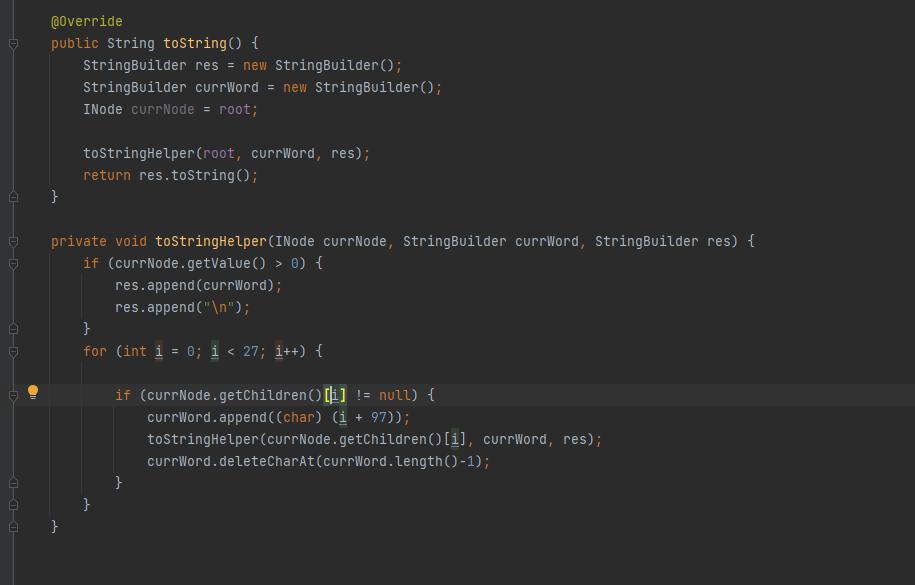 @Override
public String toString() {
StringBuilder res = new StringBuilder();
StringBuilder currWord = new StringBuilder();
INode currNode = root;
toStringHelper(root, currWord, res);
return res.toString();
}
private void toStringHelper(INode currNode, StringBuilder currWord, StringBuilder res) {
if (currNode.getValue() > 0) {
res.append(currWord);
res.append("\n");
}
for (int i = 0; i < 27; i++) {
if (currNode.getChildren()[i] != null) {
currWord.append((char) (i + 97));
toStringHelper(currNode.getChildren()[i], currWord, res);
currWord.deleteCharAt(currWord.length()-1);
}
}
}